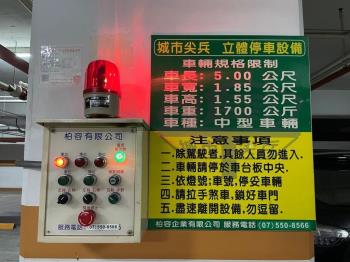 城市尖兵 立體停車設備
車輛規格限制
車長: 5.00 公尺
車寬: 1.85 公尺
車高: 1.55 公尺
車重: 1700 公斤
車種: 中型車輛
注意事項
一.除駕駛者,其餘人員勿進入.
二.車輛請停於車台板中央.
三.依燈號;車號,停妥車輛
四.請拉手煞車,鎖好車門
五.盡速離開設備,勿逗留.
柏容企業有限公司 服務電話(07)550-8566
柏容有限公司
服務電話:(07)550-8566